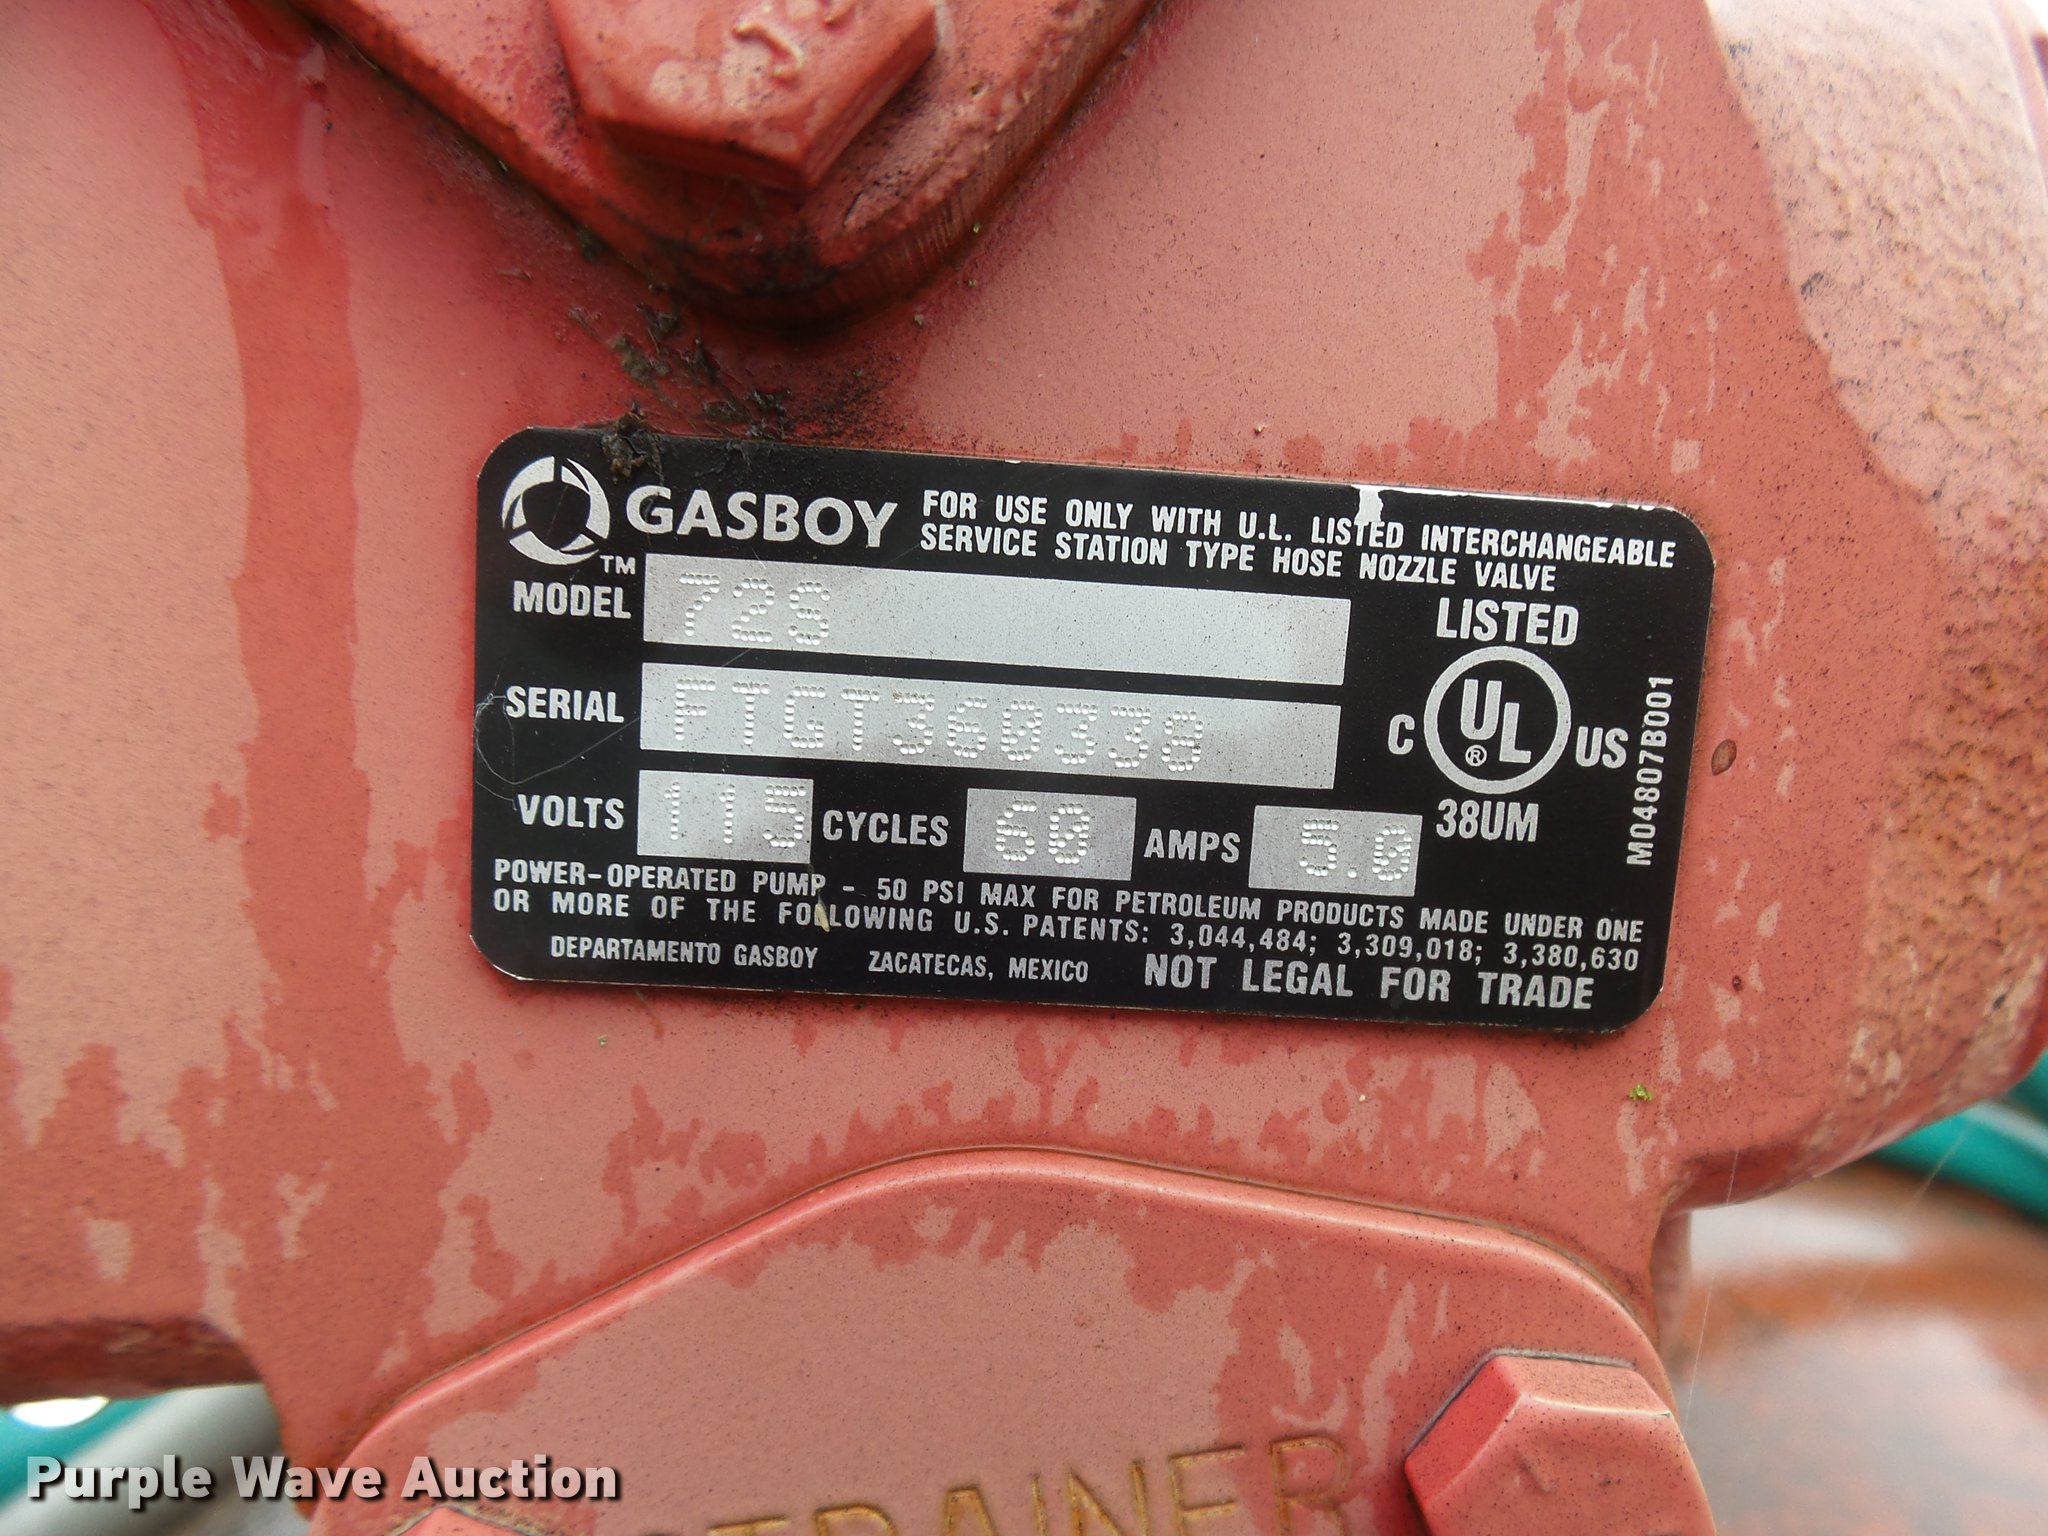 GASBOY
TM
FOR USE ONLY WITH U.L. LISTED INTERCHANGEABLE
SERVICE STATION TYPE HOSE NOZZLE VALVE
MODEL 72S
LISTED
SERIAL FTGT360338
C UL ® US
38UM
M04807B001
VOLTS 115 CYCLES 60 AMPS 5.0
POWER-OPERATED PUMP - 50 PSI MAX FOR PETROLEUM PRODUCTS MADE UNDER ONE
OR MORE OF THE FOLLOWING U.S. PATENTS: 3,044,484; 3,309,018; 3,380,630
DEPARTAMENTO GASBOY ZACATECAS, MEXICO NOT LEGAL FOR TRADE
STRAINER
Purple Wave Auction